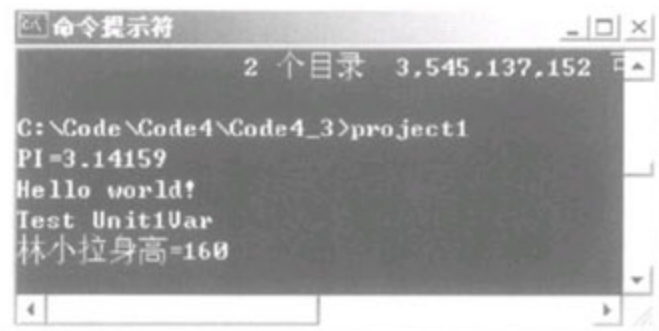 命令提示符
2 个目录 3,545,137,152
C:\Code\Code4\Code4_3>project1
PI=3.14159
Hello world!
Test Unit1Var
林小拉身高=160